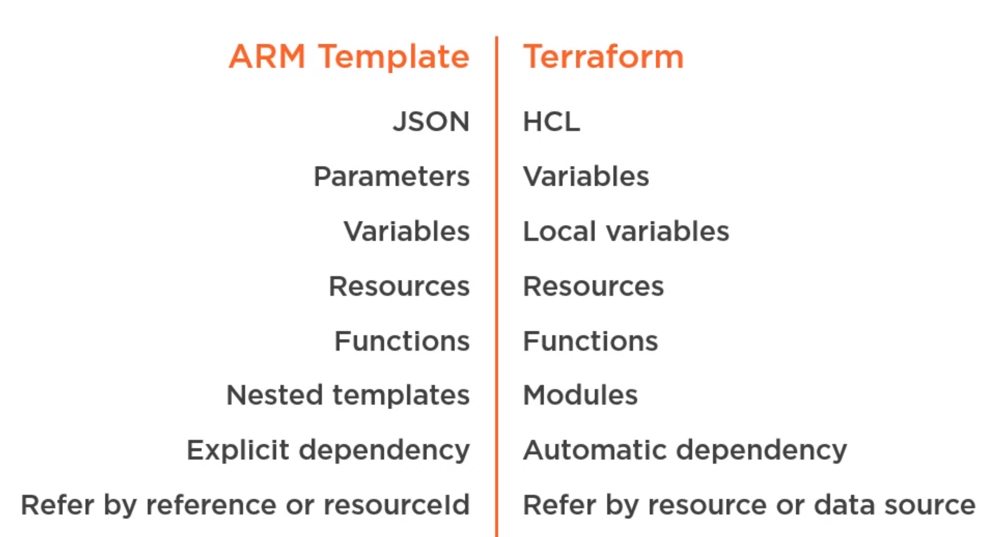 ARM Template
Terraform
JSON
HCL
Parameters
Variables
Variables
Local variables
Resources
Resources
Functions
Functions
Nested templates
Modules
Explicit dependency
Automatic dependency
Refer by reference or resourceId
Refer by resource or data source